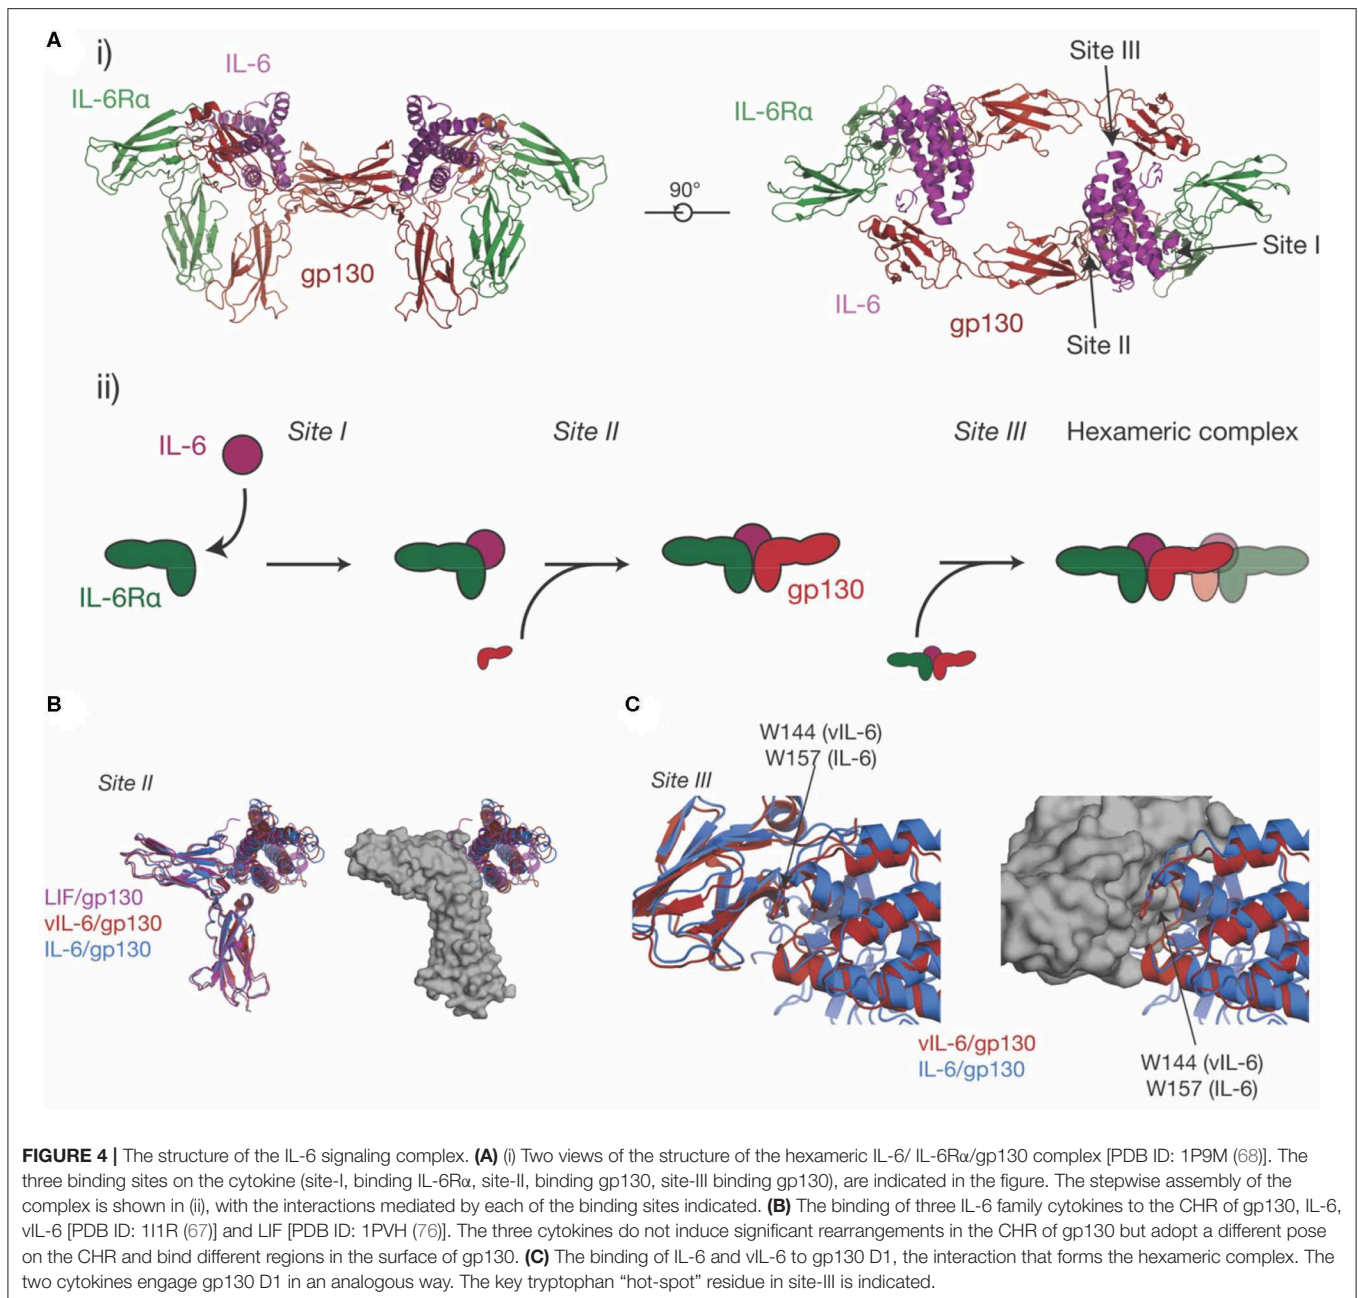 A
i)
IL-6
IL-6Rα
gp130
90°
Site III
IL-6Rα
Site I
IL-6
gp130
Site II
ii)
IL-6
Site I
Site II
Site III
Hexameric complex
IL-6Rα
gp130
B
Site II
LIF/gp130
vIL-6/gp130
IL-6/gp130
C
W144 (vIL-6)
W157 (IL-6)
Site III
vIL-6/gp130
IL-6/gp130
W144 (vIL-6)
W157 (IL-6)
FIGURE 4 | The structure of the IL-6 signaling complex. (A) (i) Two views of the structure of the hexameric IL-6/ IL-6Rα/gp130 complex [PDB ID: 1P9M (68)]. The
three binding sites on the cytokine (site-I, binding IL-6Rα, site-II, binding gp130, site-III binding gp130), are indicated in the figure. The stepwise assembly of the
complex is shown in (ii), with the interactions mediated by each of the binding sites indicated. (B) The binding of three IL-6 family cytokines to the CHR of gp130, IL-6,
vIL-6 [PDB ID: 1I1R (67)] and LIF [PDB ID: 1PVH (76)]. The three cytokines do not induce significant rearrangements in the CHR of gp130 but adopt a different pose
on the CHR and bind different regions in the surface of gp130. (C) The binding of IL-6 and vIL-6 to gp130 D1, the interaction that forms the hexameric complex. The
two cytokines engage gp130 D1 in an analogous way. The key tryptophan “hot-spot” residue in site-III is indicated.